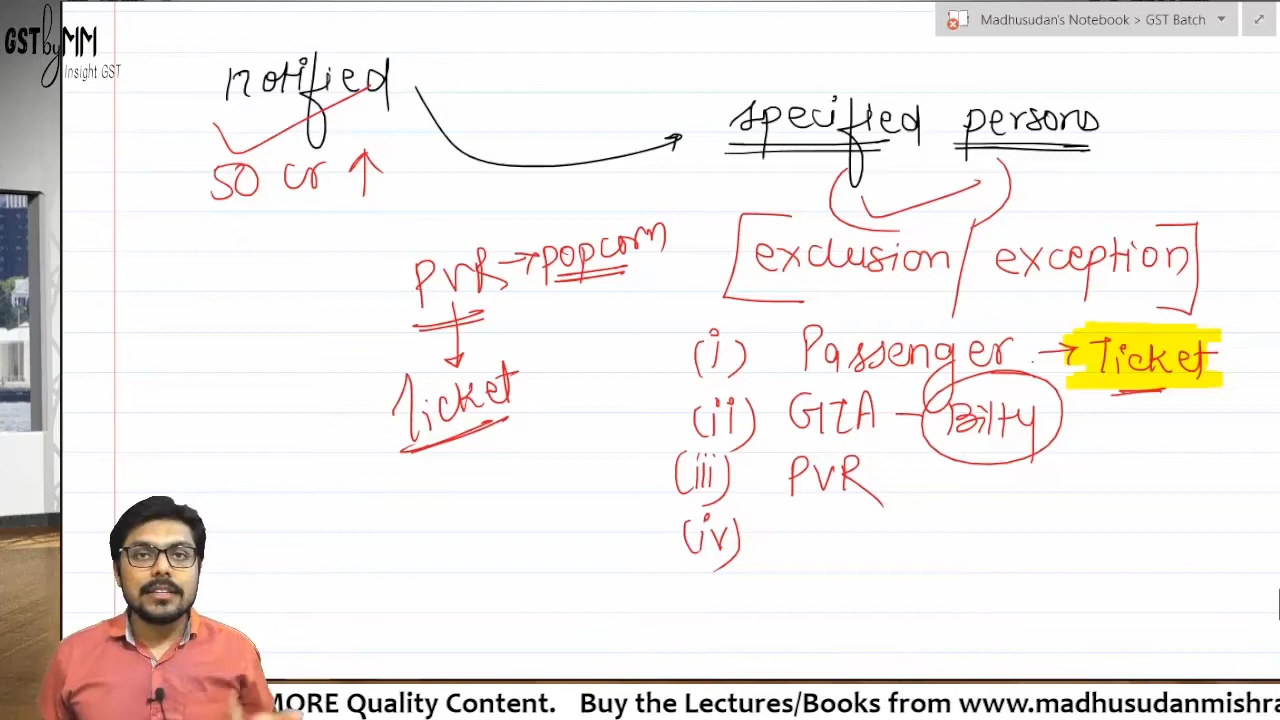 GST by MM
Insight GST
Madhusudan's Notebook > GST Batch
notified
50 cr ↑
specified persons
[exclusion / exception]
PVR → popcorn
Ticket
(i) Passenger → Ticket
(ii) GTA - Bilty
(iii) PVR
(iv)
MORE Quality Content. Buy the Lectures/Books from www.madhusudanmishra